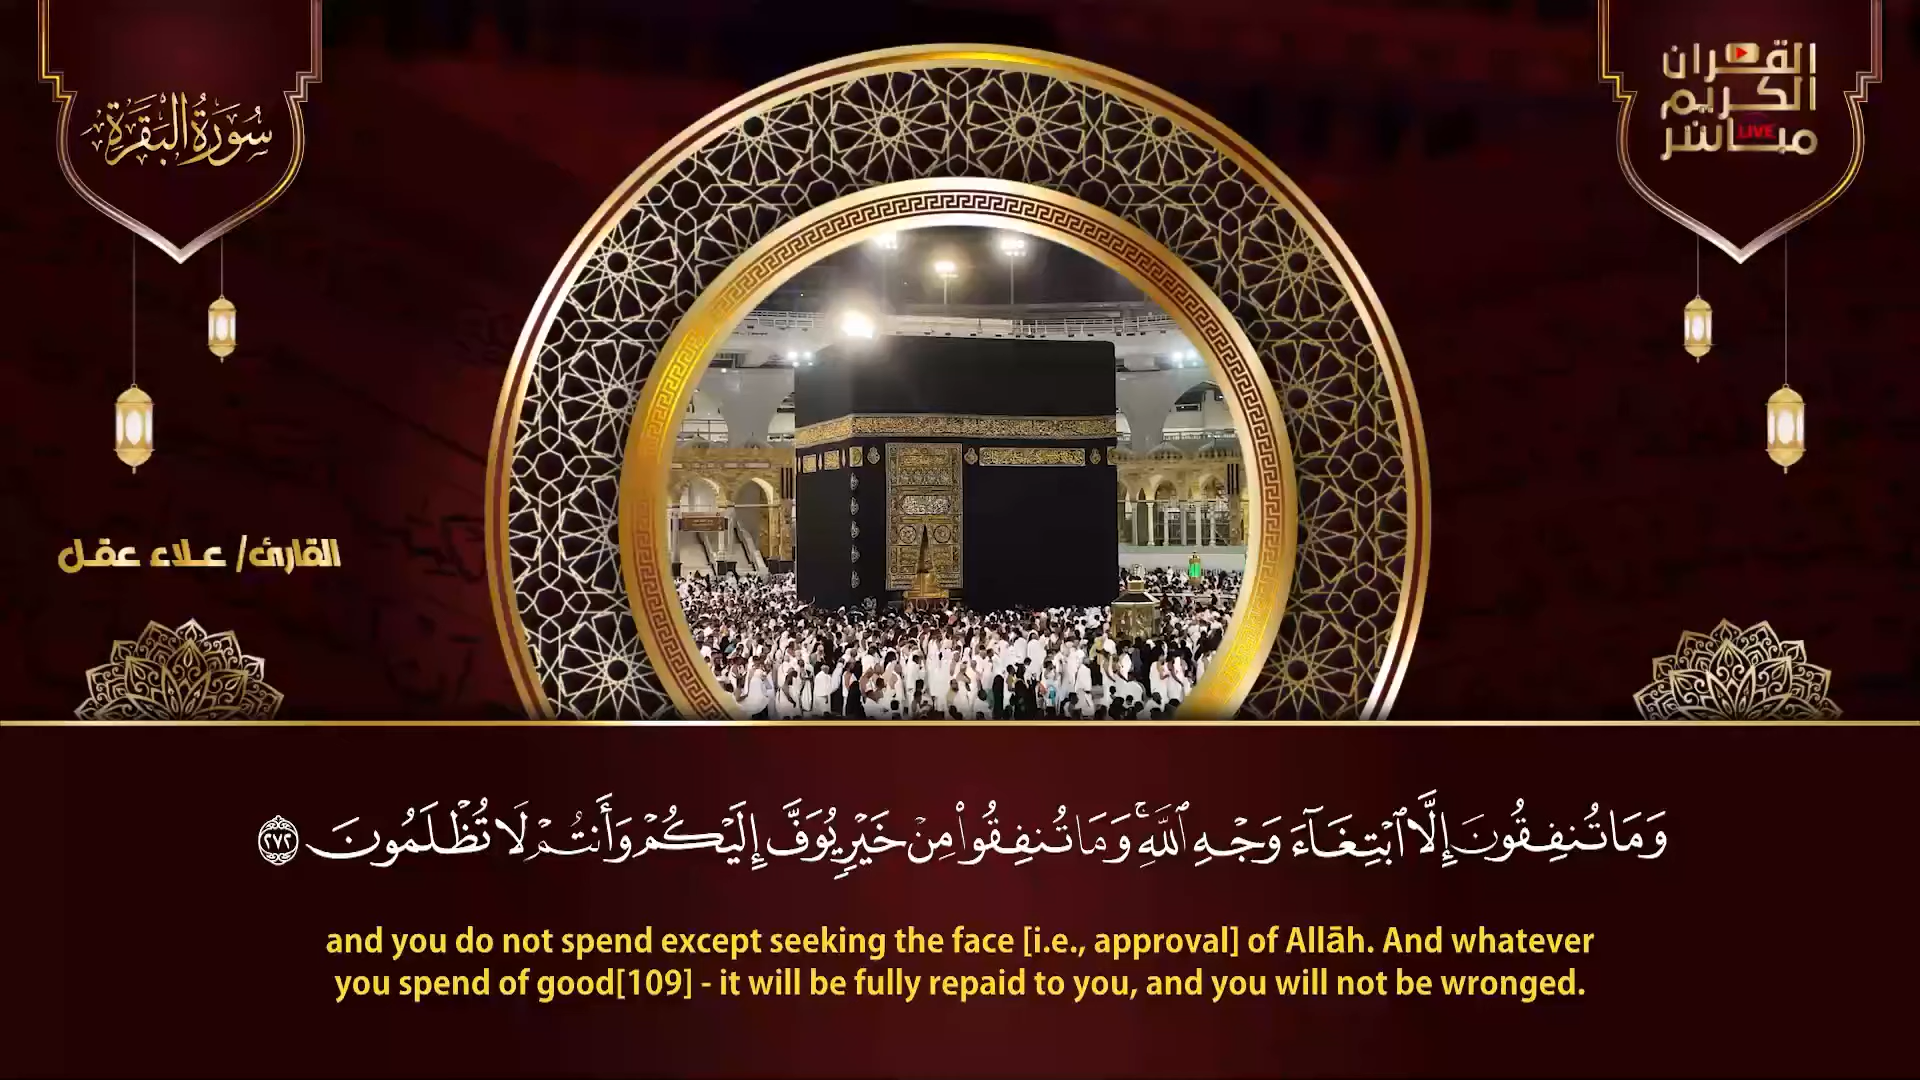 سُورَةُ البَقَرَةِ
القرآن
الكريم
مباشر
LIVE
القارئ/ علاء عقل
وَمَا تُنفِقُونَ إِلَّا ٱبْتِغَآءَ وَجْهِ ٱللَّهِۚ وَمَا تُنفِقُوا۟ مِنْ خَيْرٍ يُوَفَّ إِلَيْكُمْ وَأَنتُمْ لَا تُظْلَمُونَ ٢٧٢
and you do not spend except seeking the face [i.e., approval] of Allāh. And whatever
you spend of good[109] - it will be fully repaid to you, and you will not be wronged.